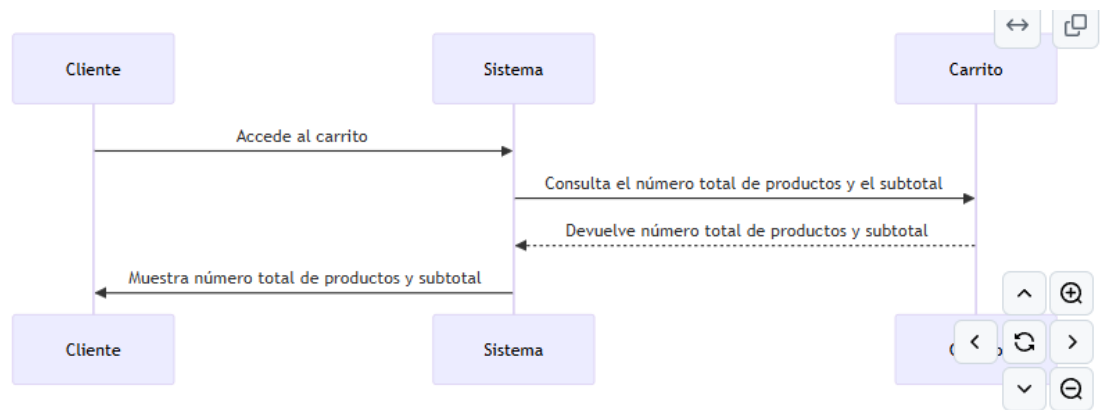 Cliente
Sistema
Carrito
Accede al carrito
Consulta el número total de productos y el subtotal
Devuelve número total de productos y subtotal
Muestra número total de productos y subtotal
Cliente
Sistema